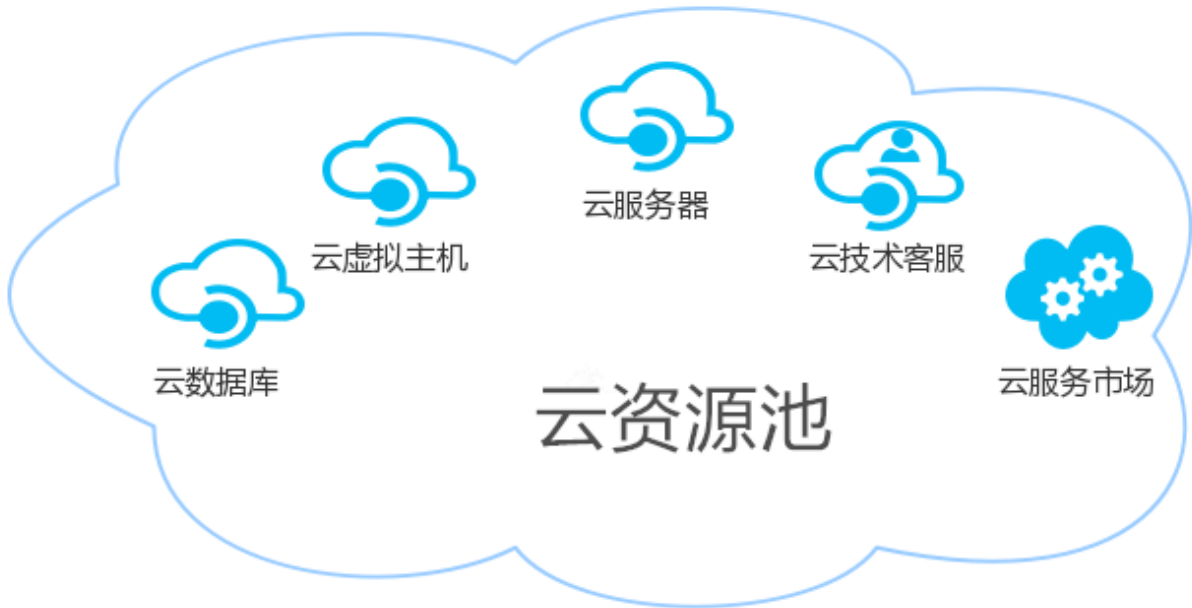 云服务器
云虚拟主机
云技术客服
云数据库
云服务市场
云资源池